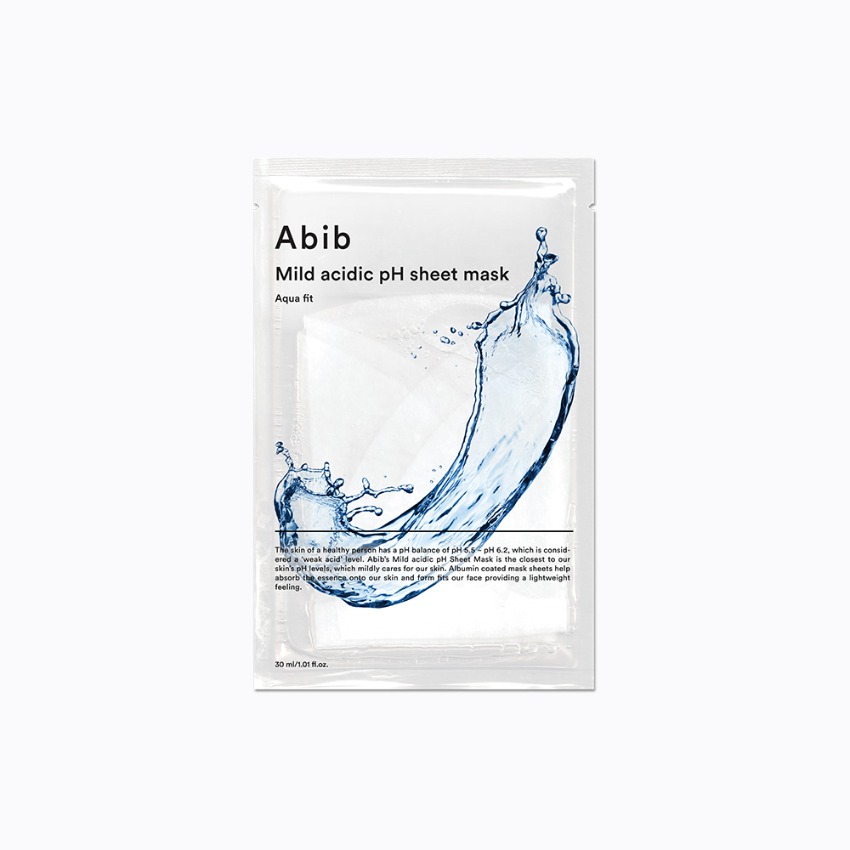 Abib
Mild acidic pH sheet mask
Aqua fit
The skin of a healthy person has a pH balance of pH 5.5 ~ pH 6.2, which is consid-
ered a 'weak acid' level. Abib's Mild acidic pH Sheet Mask is the closest to our
skin's pH levels, which mildly cares for our skin. Albumin coated mask sheets help
absorb the essence onto our skin and form fits our face providing a lightweight
feeling.
30 ml/1.01 fl.oz.